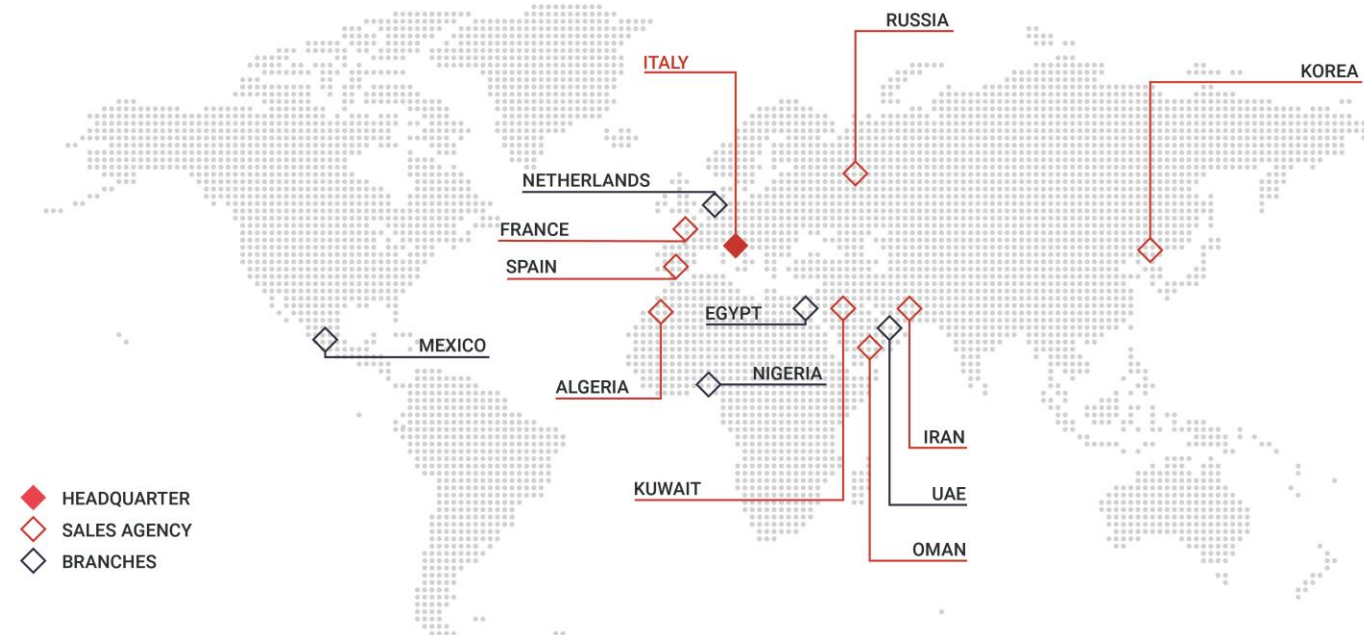 RUSSIA
ITALY
KOREA
NETHERLANDS
FRANCE
SPAIN
EGYPT
MEXICO
NIGERIA
ALGERIA
IRAN
KUWAIT
UAE
OMAN
HEADQUARTER
SALES AGENCY
BRANCHES